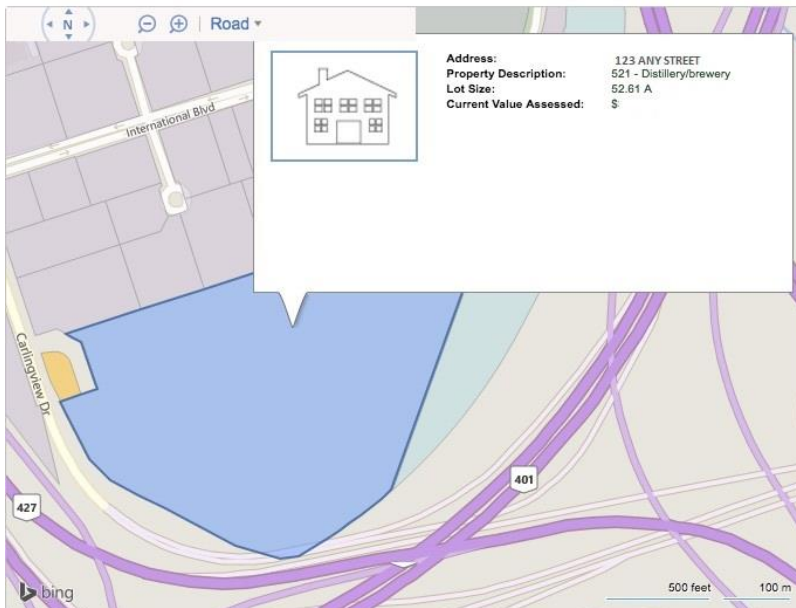 N
Road
Address: 123 ANY STREET
Property Description: 521 - Distillery/brewery
Lot Size: 52.61 A
Current Value Assessed: $
International Blvd
Carlingview Dr
401
427
bing
500 feet 100 m